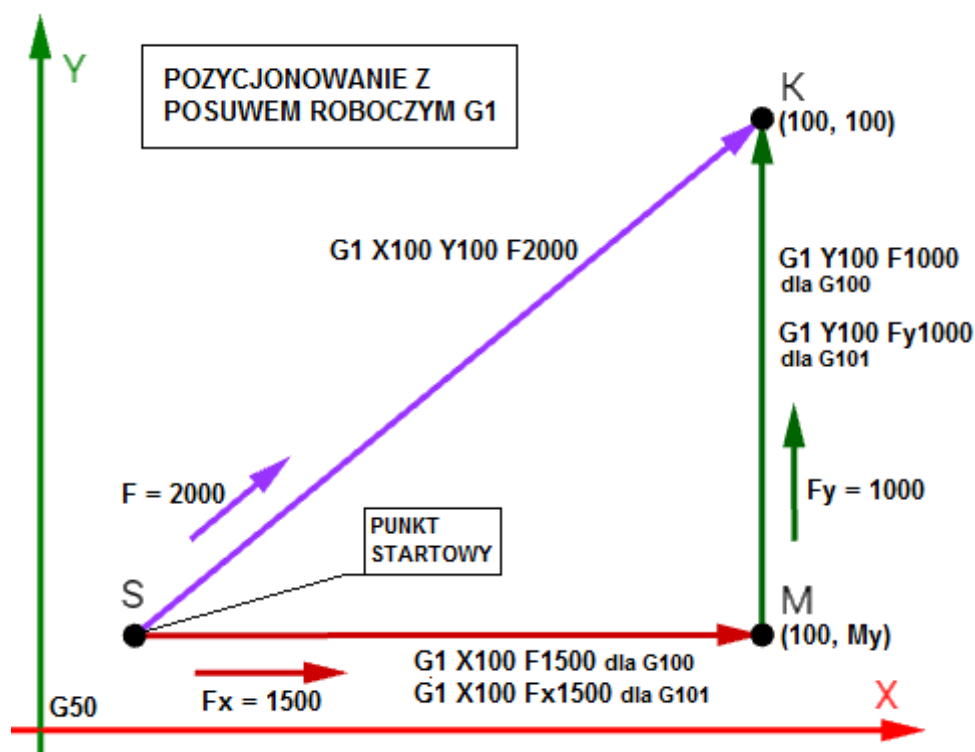 Y
POZYCJONOWANIE Z
POSUWEM ROBOCZYM G1
K
(100, 100)
G1 X100 Y100 F2000
G1 Y100 F1000
dla G100
G1 Y100 Fy1000
dla G101
F = 2000
Fy = 1000
PUNKT
STARTOWY
S
M
(100, My)
G1 X100 F1500 dla G100
G1 X100 Fx1500 dla G101
Fx = 1500
G50
X